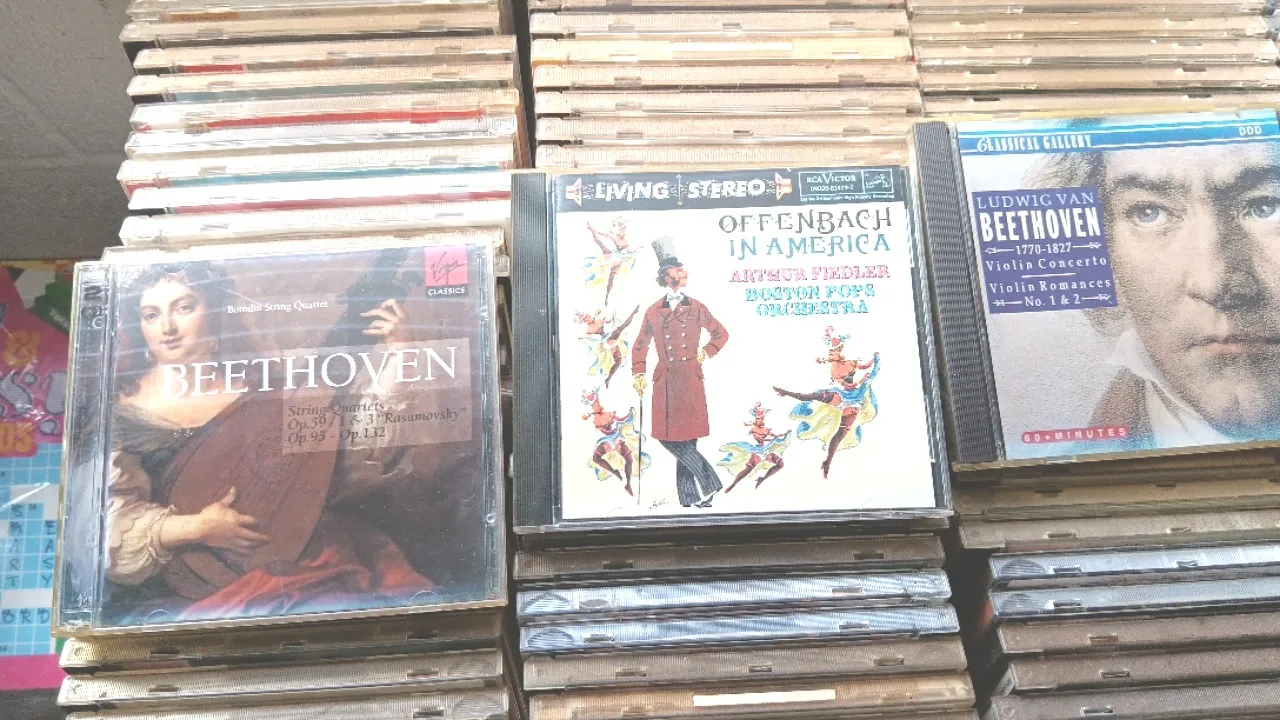 Virgin
CLASSICS
Borodin String Quartet
BEETHOVEN
String Quartets
Op.59 / 1 & 3 "Rasumovsky"
Op.95 - Op.132
LIVING STEREO
RCA VICTOR
OFFENBACH
IN AMERICA
ARTHUR FIEDLER
BOSTON POPS
ORCHESTRA
CLASSICAL GALLERY
DDD
LUDWIG VAN
BEETHOVEN
1770-1827
Violin Concerto
Violin Romances
No. 1 & 2
60+MINUTES